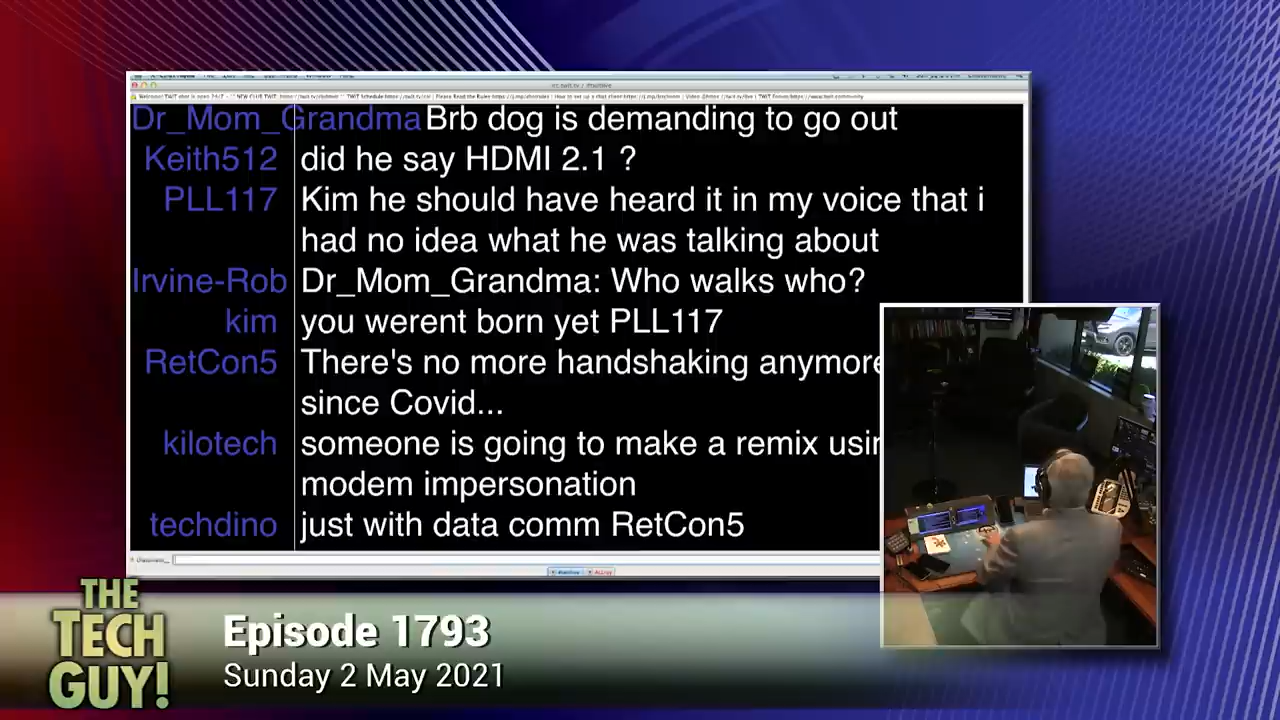 Dr_Mom_Grandma Brb dog is demanding to go out
Keith512 did he say HDMI 2.1 ?
PLL117 Kim he should have heard it in my voice that i
had no idea what he was talking about
Irvine-Rob Dr_Mom_Grandma: Who walks who?
kim you werent born yet PLL117
RetCon5 There's no more handshaking anymore
since Covid...
kilotech someone is going to make a remix usin
modem impersonation
techdino just with data comm RetCon5
THE
TECH
GUY!
Episode 1793
Sunday 2 May 2021